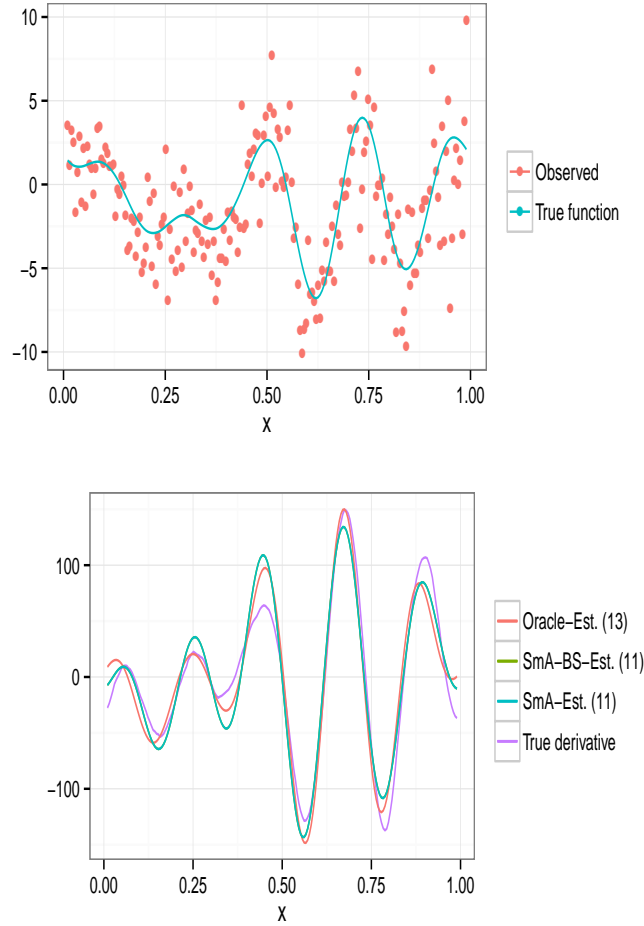 10
5
0
−5
−10
0.00 0.25 0.50 0.75 1.00
x
Observed
True function
100
0
−100
0.00 0.25 0.50 0.75 1.00
x
Oracle−Est. (13)
SmA−BS−Est. (11)
SmA−Est. (11)
True derivative